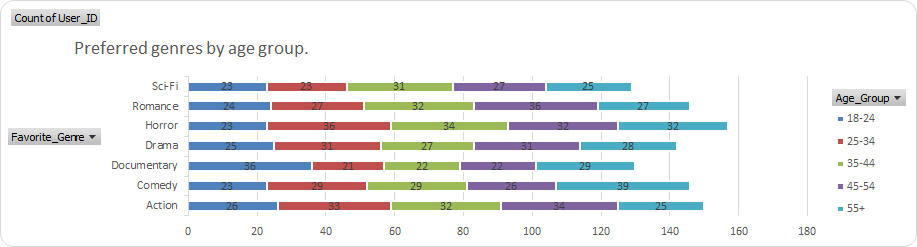 Count of User_ID
Preferred genres by age group.
Sci-Fi 23 23 31 27 25
Romance 24 27 32 36 27
Horror 23 36 34 32 32
Drama 25 31 27 31 28
Documentary 36 21 22 22 29
Comedy 23 29 29 26 39
Action 26 33 32 34 25
0 20 40 60 80 100 120 140 160 180
Favorite_Genre
Age_Group
18-24
25-34
35-44
45-54
55+